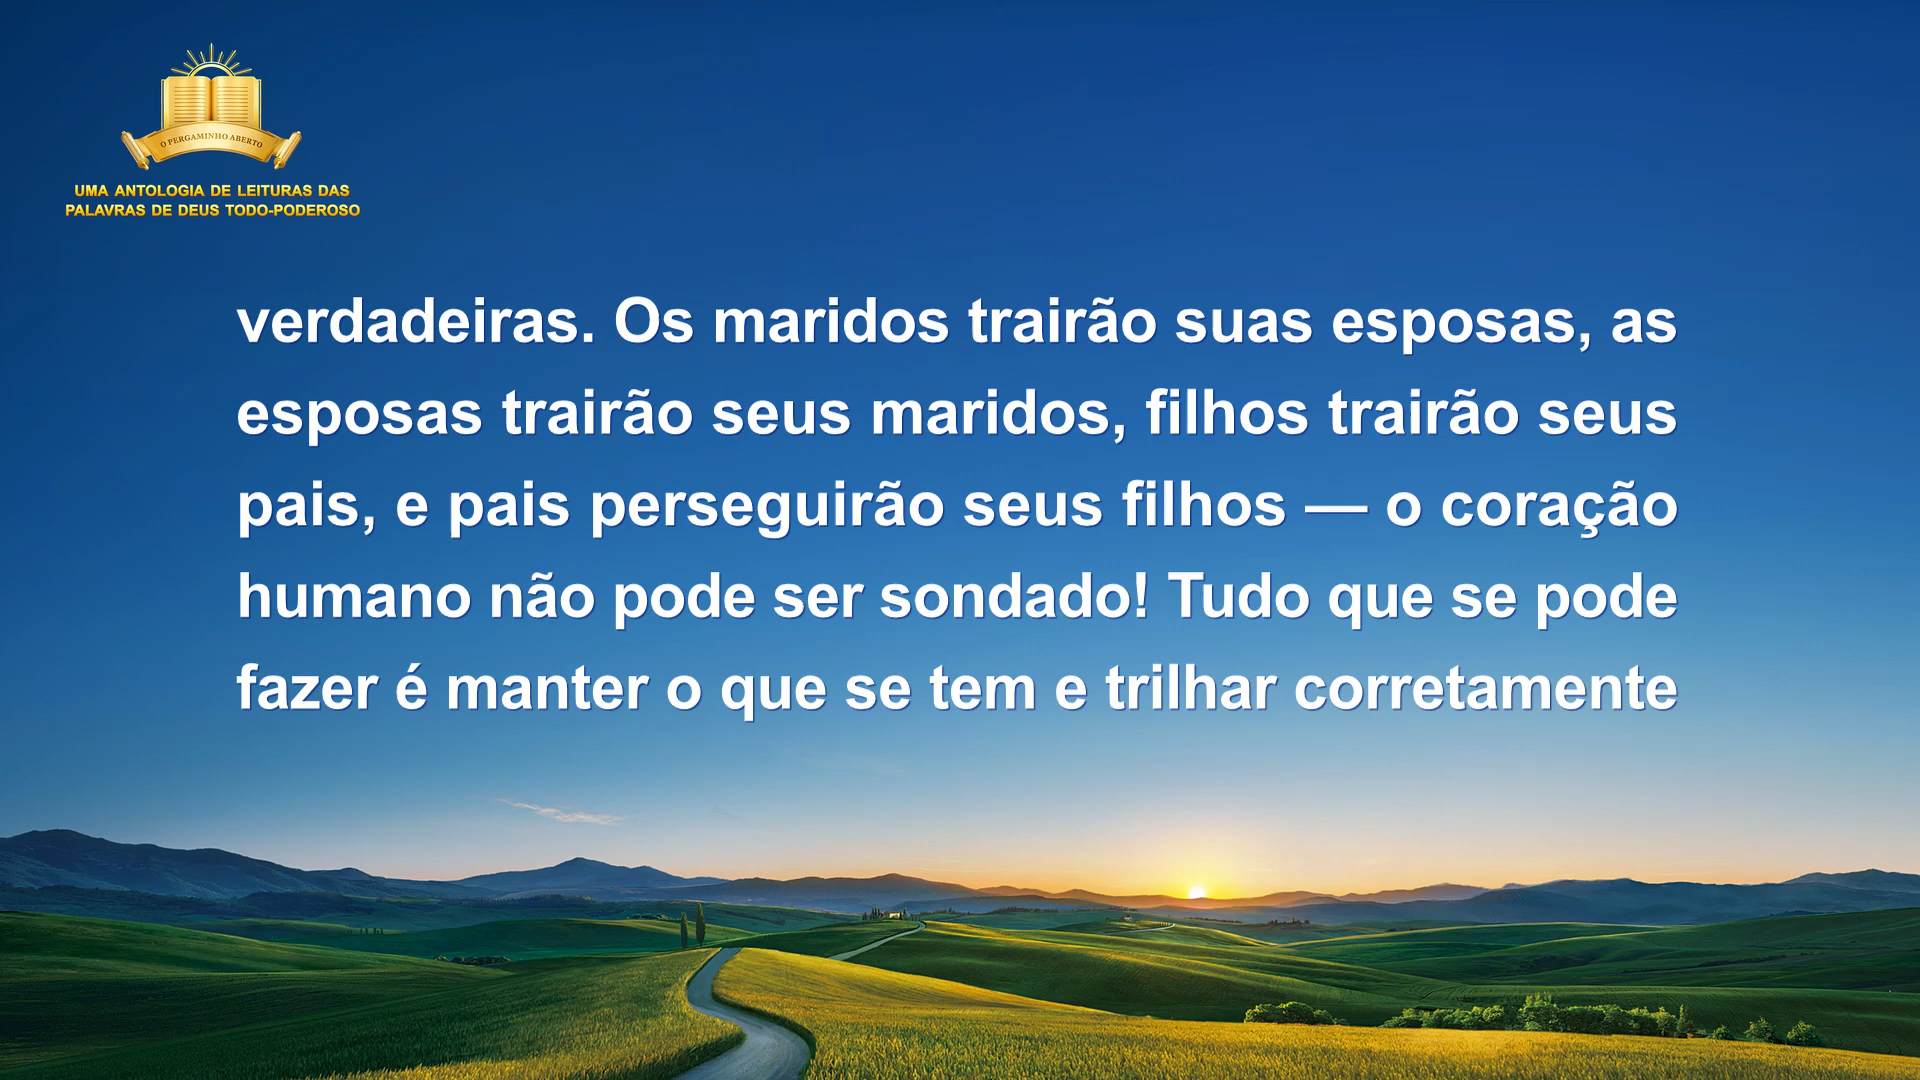 O PERGAMINHO ABERTO
UMA ANTOLOGIA DE LEITURAS DAS
PALAVRAS DE DEUS TODO-PODEROSO
verdadeiras. Os maridos trairão suas esposas, as
esposas trairão seus maridos, filhos trairão seus
pais, e pais perseguirão seus filhos — o coração
humano não pode ser sondado! Tudo que se pode
fazer é manter o que se tem e trilhar corretamente